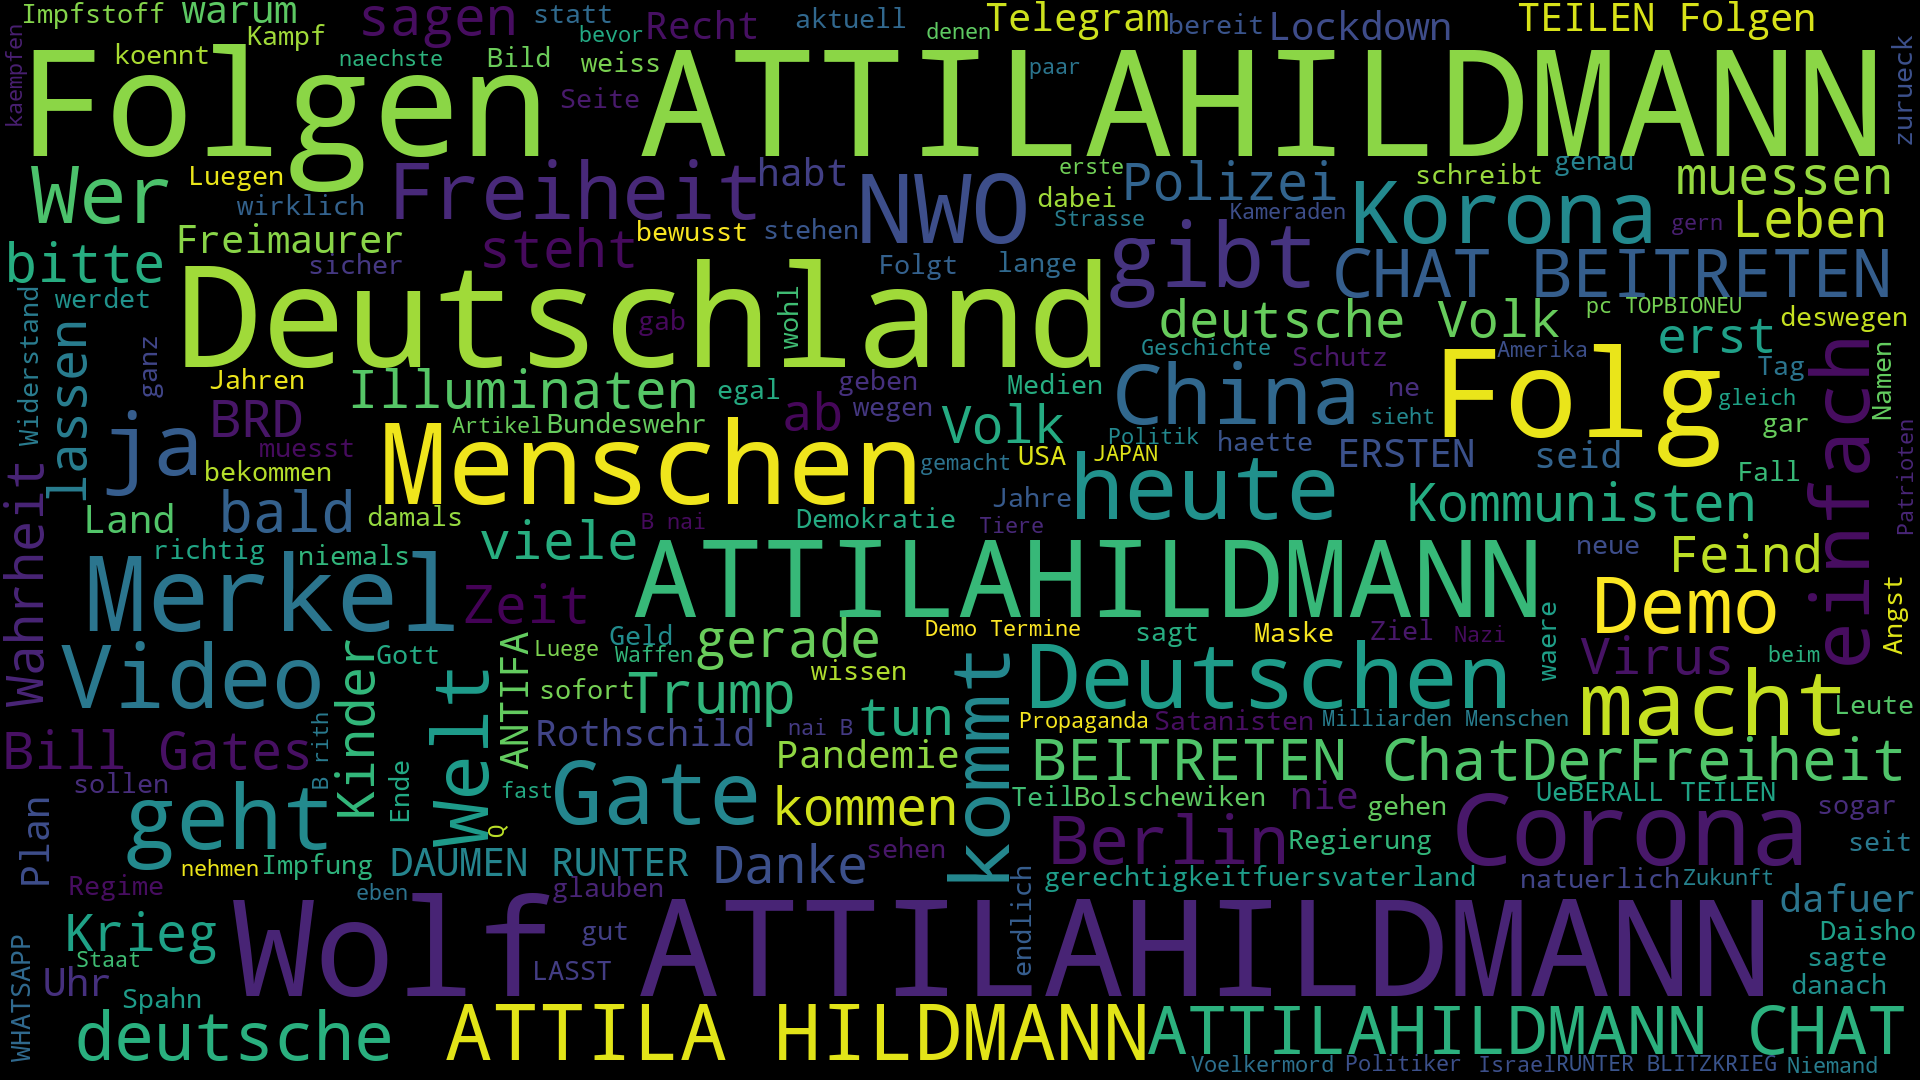 Impfstoff warum sagen statt Recht aktuell Telegram bereit Lockdown TEILEN Folgen
Kampf bevor denen
koennt naechste Bild weiss paar
kaempfen Folgen ATTILAHILDMANN zurueck
Seite
Wer Luegen Freiheit habt NWO erste Polizei schreibt genau muessen
wirklich dabei Strasse Kameraden Korona gern Leben
bitte Freimaurer steht bewusst stehen gibt
sicher Folgt lange CHAT BEITRETEN
werdet Deutschland deutsche Volk pc TOPBIONEU deswegen
Widerstand lassen ganz gab wohl Geschichte Schutz Amerika erst Tag Namen
Jahren Illuminaten egal geben Medien China ne Folg gleich einfach
BRD Artikel Bundeswehr ab wegen Volk Politik sieht gar
ja muesst Menschen gemacht USA JAPAN haette ERSTEN seid Patrioten
bekommen heute Fall
Wahrheit Land bald damals B nai Demokratie Jahre Tiere Kommunisten
richtig niemals viele neue Feind
Merkel Zeit ATTILAHILDMANN Demo Angst
Luege Geld gerade Demo Termine sagt Maske Ziel Nazi waere
Video Kinder Gott ANTIFA Waffen wissen kommt Deutschen Virus beim
Welt sofort Trump tun macht Leute
Bill Gates B rith Rothschild nai B Propaganda Satanisten Milliarden Menschen
Pandemie BEITRETEN ChatDerFreiheit
sollen Ende fast Gate kommen Teil Bolschewiken nie gehen UeBERALL TEILEN sogar
Plan geht Q Berlin Regierung Corona seit
nehmen Impfung DAUMEN RUNTER Danke sehen
Regime eben glauben endlich gerechtigkeitfuersvaterland natuerlich Zukunft dafuer
Krieg Wolf ATTILAHILDMANN Daisho
gut
Staat sagte
WHATSAPP Uhr LASST danach
Spahn
deutsche ATTILA HILDMANN ATTILAHILDMANN CHAT
Voelkermord Politiker Israel RUNTER BLITZKRIEG Niemand